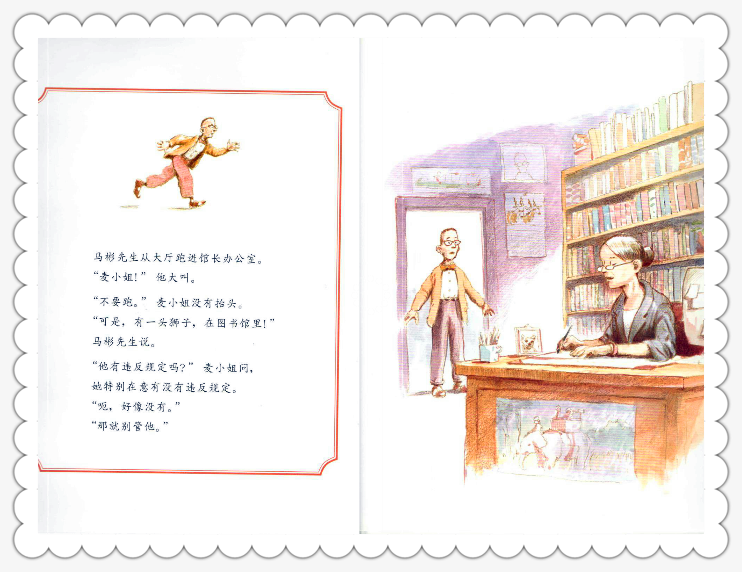 马彬先生从大厅跑进馆长办公室。
“麦小姐！” 他大叫。
“不要跑。” 麦小姐没有抬头。
“可是，有一头狮子，在图书馆里！”
马彬先生说。
“他有违反规定吗？” 麦小姐问，
她特别在意有没有违反规定。
“呃，好像没有。”
“那就别管他。”